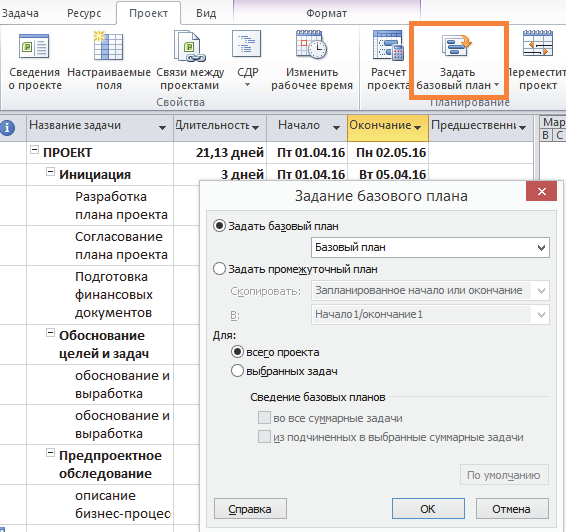 Задача Ресурс Проект Вид Формат
Сведения о проекте
Настраиваемые поля
Связи между проектами
СДР
Изменить рабочее время
Расчет проекта
Задать базовый план
Переместить проект
Свойства Планирование
Название задачи Длительность Начало Окончание Предшественни Мар
В С
ПРОЕКТ 21,13 дней Пт 01.04.16 Пн 02.05.16
Инициация 3 дней Пт 01.04.16 Вт 05.04.16
Разработка
плана проекта
Согласование
плана проекта
Подготовка
финансовых
документов
Обоснование
целей и задач
обоснование и
выработка
обоснование и
выработка
Предпроектное
обследование
описание
бизнес-процес
Задание базового плана
Задать базовый план
Базовый план
Задать промежуточный план
Скопировать: Запланированное начало или окончание
В: Начало1/окончание1
Для:
всего проекта
выбранных задач
Сведение базовых планов
во все суммарные задачи
из подчиненных в выбранные суммарные задачи
По умолчанию
Справка ОК Отмена